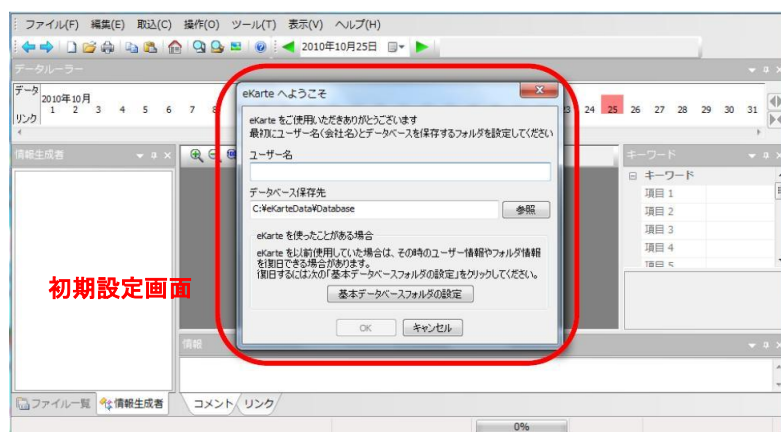 ファイル(F) 編集(E) 取込(C) 操作(O) ツール(T) 表示(V) ヘルプ(H)
2010年10月25日
データルーラー
データ
2010年10月
リンク
1 2 3 4 5 6 7 8
23 24 25 26 27 28 29 30 31
情報生成者
キーワード
キーワード
項目 1
項目 2
項目 3
項目 4
項目 5
eKarte へようこそ
eKarte をご使用いただきありがとうございます
最初にユーザー名(会社名)とデータベースを保存するフォルダを設定してください
ユーザー名
データベース保存先
C:¥eKarteData¥Database
参照
eKarte を使ったことがある場合
eKarte を以前使用していた場合は、その時のユーザー情報やフォルダ情報
を復旧できる場合があります。
復旧するには次の「基本データベースフォルダの設定」をクリックしてください。
基本データベースフォルダの設定
OK キャンセル
初期設定画面
情報
ファイル一覧 情報生成者
コメント リンク
0%